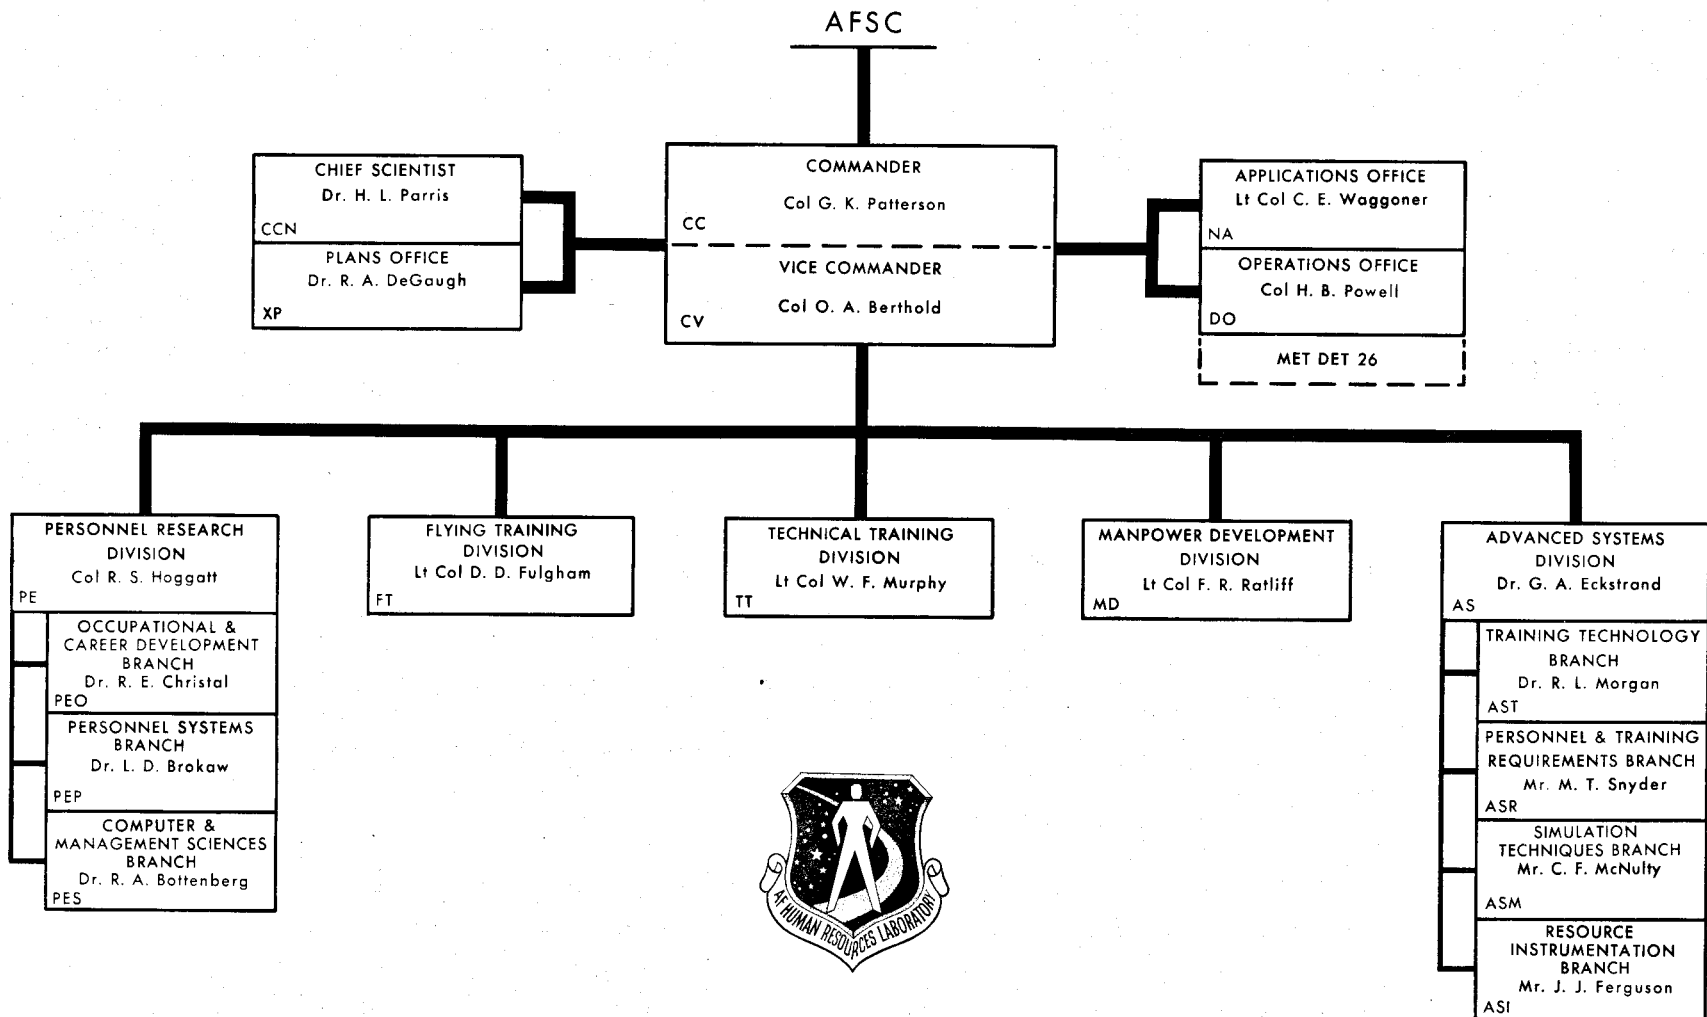 AFSC
CHIEF SCIENTIST
Dr. H. L. Parris
CCN
PLANS OFFICE
Dr. R. A. DeGaugh
XP
COMMANDER
Col G. K. Patterson
CC
VICE COMMANDER
Col O. A. Berthold
CV
APPLICATIONS OFFICE
Lt Col C. E. Waggoner
NA
OPERATIONS OFFICE
Col H. B. Powell
DO
MET DET 26
PERSONNEL RESEARCH
DIVISION
Col R. S. Hoggatt
PE
OCCUPATIONAL &
CAREER DEVELOPMENT
BRANCH
Dr. R. E. Christal
PEO
PERSONNEL SYSTEMS
BRANCH
Dr. L. D. Brokaw
PEP
COMPUTER &
MANAGEMENT SCIENCES
BRANCH
Dr. R. A. Bottenberg
PES
FLYING TRAINING
DIVISION
Lt Col D. D. Fulgham
FT
TECHNICAL TRAINING
DIVISION
Lt Col W. F. Murphy
TT
MANPOWER DEVELOPMENT
DIVISION
Lt Col F. R. Ratliff
MD
ADVANCED SYSTEMS
DIVISION
Dr. G. A. Eckstrand
AS
TRAINING TECHNOLOGY
BRANCH
Dr. R. L. Morgan
AST
PERSONNEL & TRAINING
REQUIREMENTS BRANCH
Mr. M. T. Snyder
ASR
SIMULATION
TECHNIQUES BRANCH
Mr. C. F. McNulty
ASM
RESOURCE
INSTRUMENTATION
BRANCH
Mr. J. J. Ferguson
ASI
AF HUMAN RESOURCES LABORATORY